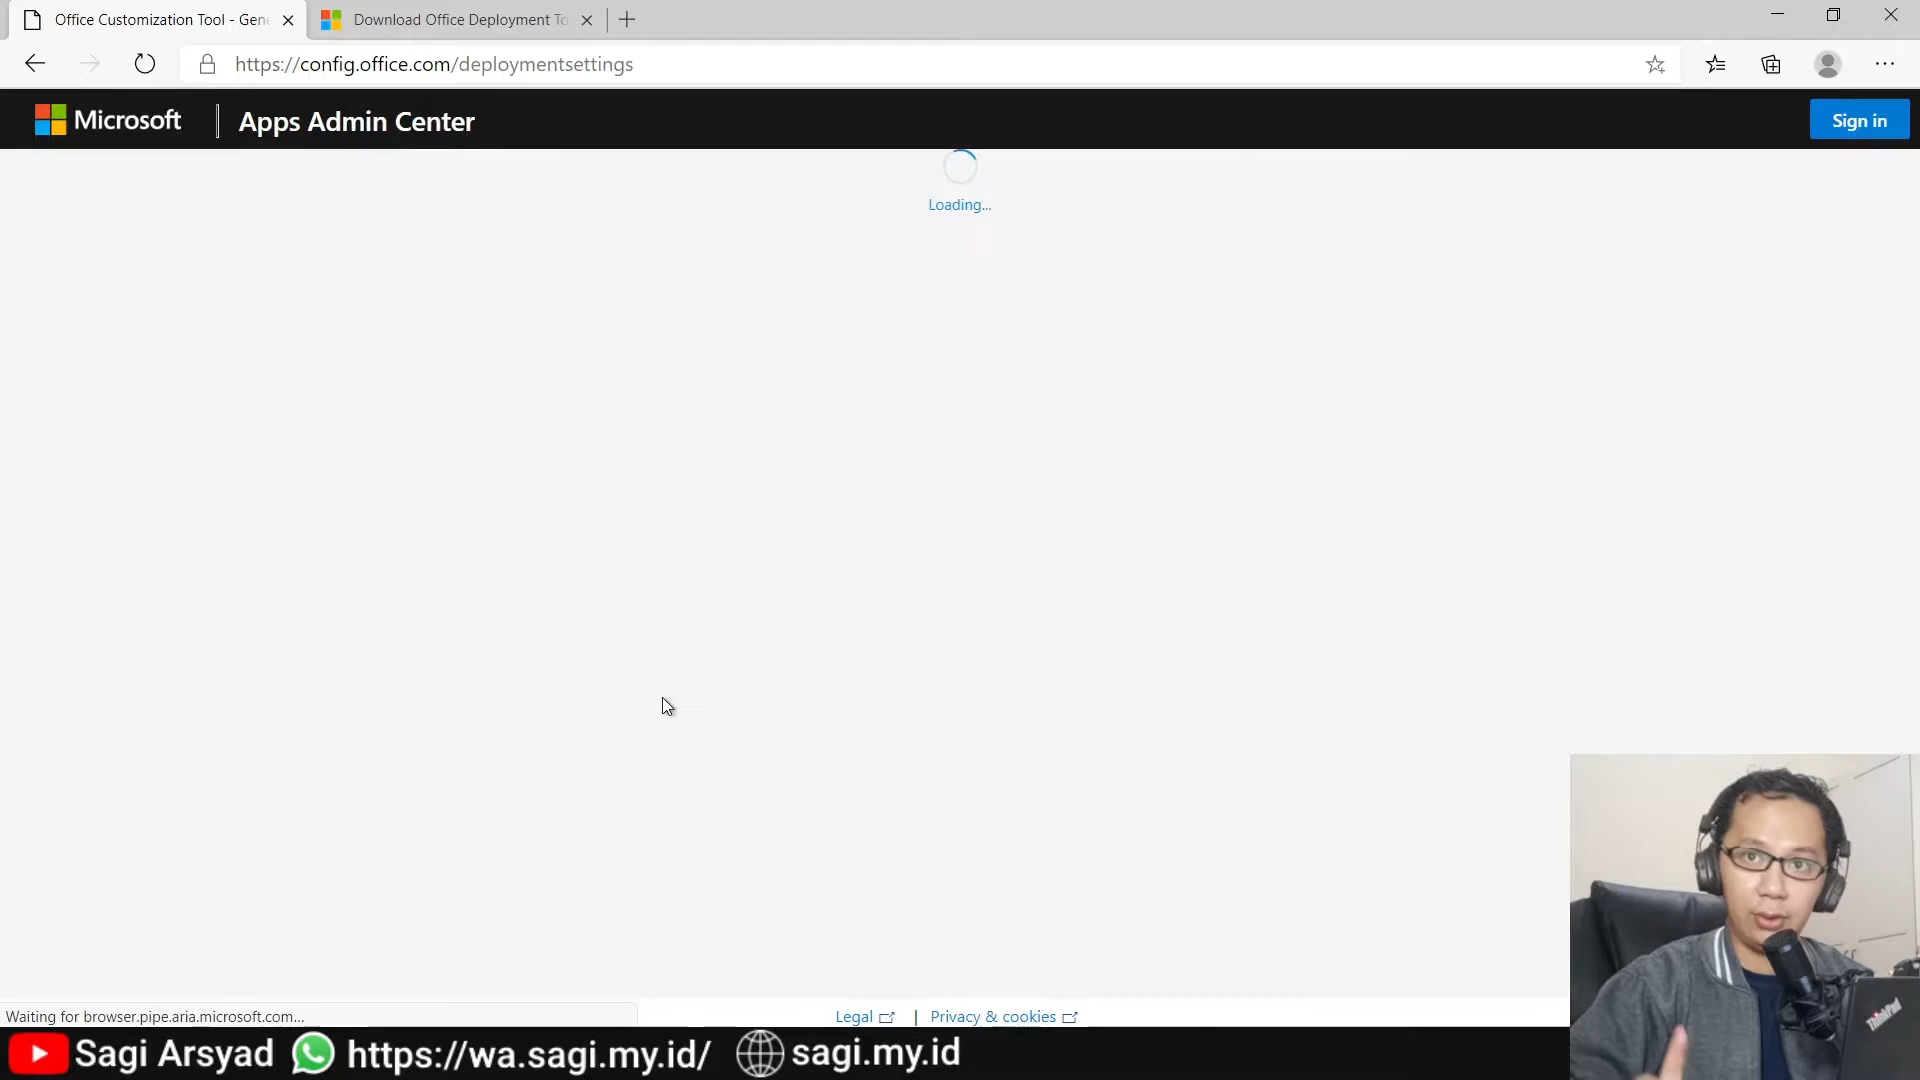 Office Customization Tool - Gene
Download Office Deployment To
https://config.office.com/deploymentsettings
Microsoft
Apps Admin Center
Sign in
Loading...
Waiting for browser.pipe.aria.microsoft.com...
Legal
|
Privacy & cookies
Sagi Arsyad
https://wa.sagi.my.id/
sagi.my.id
ThinkPad